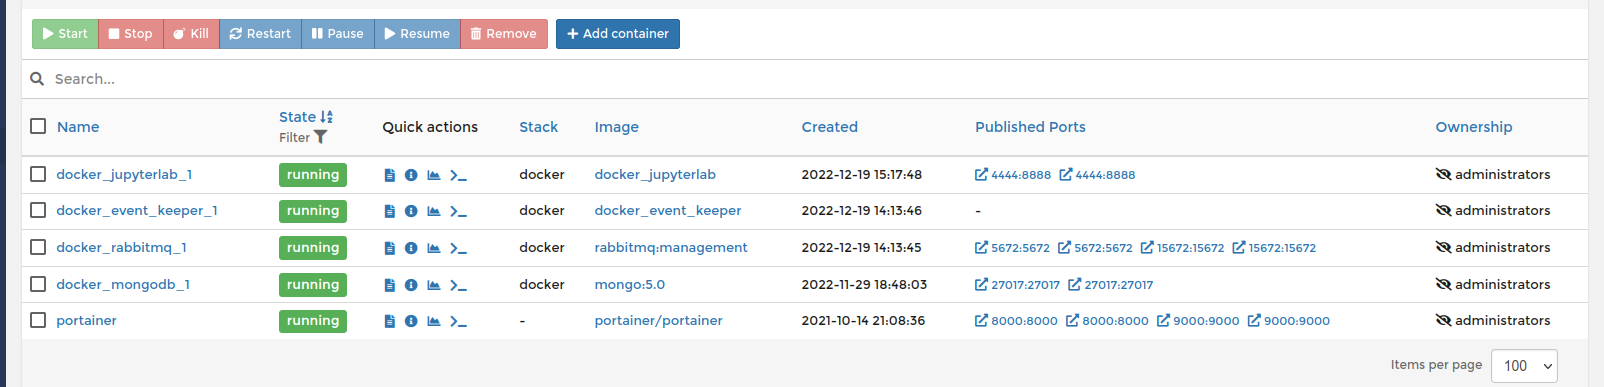 Start Stop Kill Restart Pause Resume Remove Add container
Search...
Name State Filter Quick actions Stack Image Created Published Ports Ownership
docker_jupyterlab_1 running docker docker_jupyterlab 2022-12-19 15:17:48 4444:8888 4444:8888 administrators
docker_event_keeper_1 running docker docker_event_keeper 2022-12-19 14:13:46 - administrators
docker_rabbitmq_1 running docker rabbitmq:management 2022-12-19 14:13:45 5672:5672 5672:5672 15672:15672 15672:15672 administrators
docker_mongodb_1 running docker mongo:5.0 2022-11-29 18:48:03 27017:27017 27017:27017 administrators
portainer running - portainer/portainer 2021-10-14 21:08:36 8000:8000 8000:8000 9000:9000 9000:9000 administrators
Items per page 100